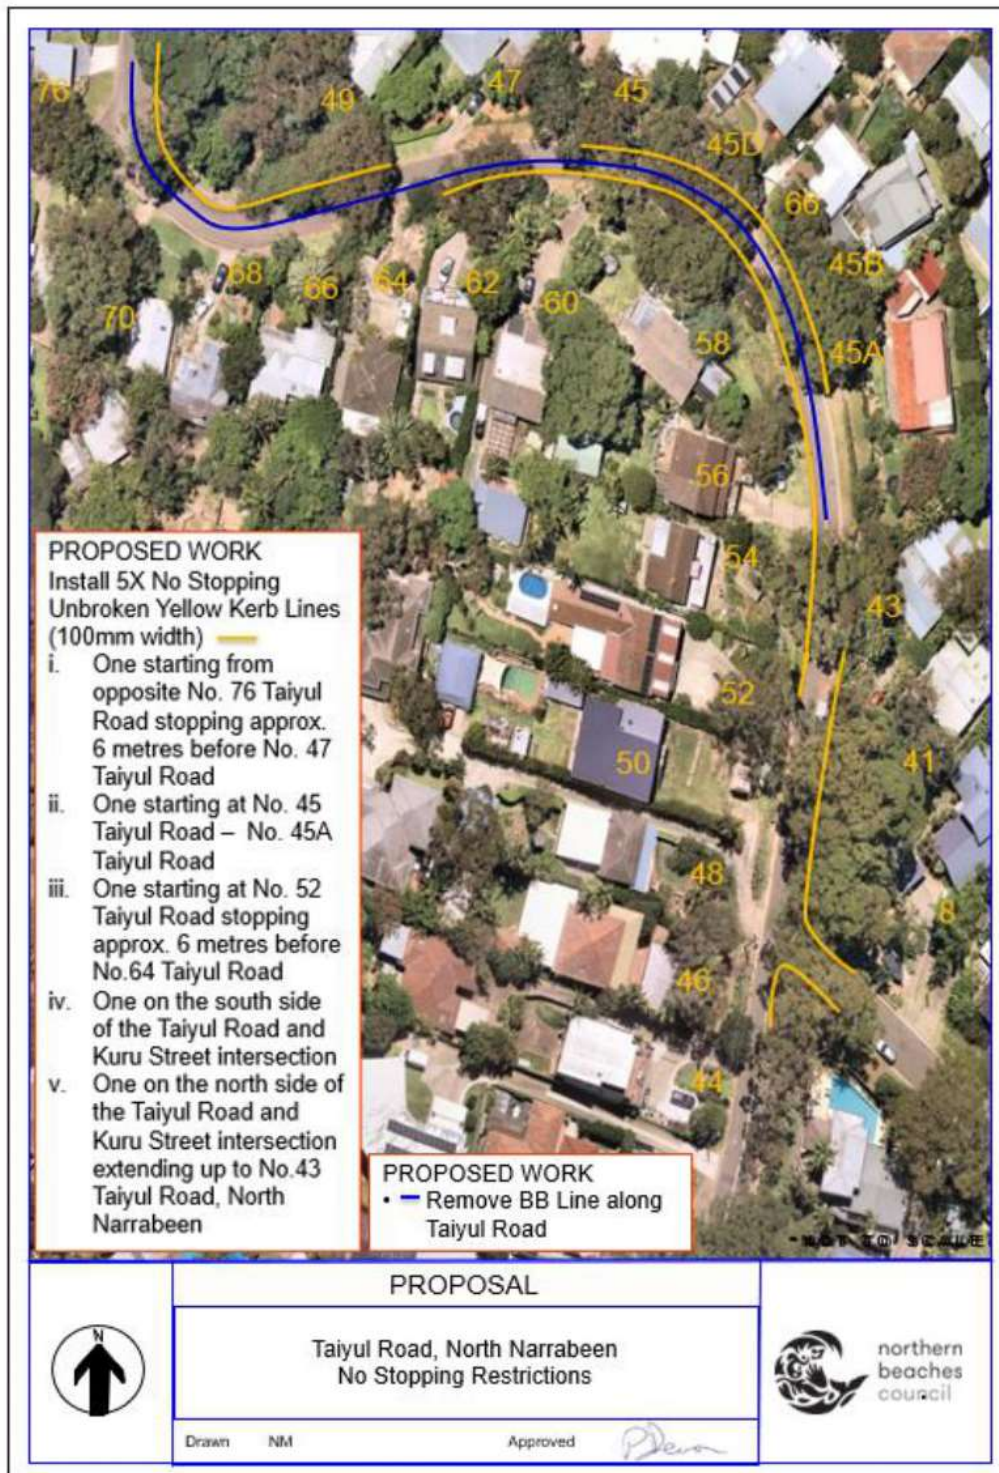 76
49
47
45
45D
66
45B
45A
68
66
64
62
60
70
58
56
54
43
52
50
41
48
8
46
44
PROPOSED WORK
Install 5X No Stopping
Unbroken Yellow Kerb Lines
(100mm width)
i. One starting from
opposite No. 76 Taiyul
Road stopping approx.
6 metres before No. 47
Taiyul Road
ii. One starting at No. 45
Taiyul Road – No. 45A
Taiyul Road
iii. One starting at No. 52
Taiyul Road stopping
approx. 6 metres before
No.64 Taiyul Road
iv. One on the south side
of the Taiyul Road and
Kuru Street intersection
v. One on the north side of
the Taiyul Road and
Kuru Street intersection
extending up to No.43
Taiyul Road, North
Narrabeen
PROPOSED WORK
• Remove BB Line along
Taiyul Road
NOT TO SCALE
PROPOSAL
N
Taiyul Road, North Narrabeen
No Stopping Restrictions
Drawn NM Approved
northern
beaches
council